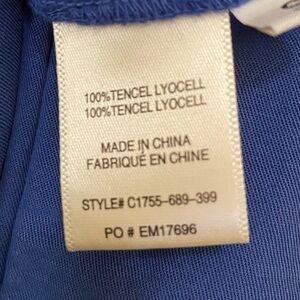 100%TENCEL LYOCELL
100%TENCEL LYOCELL
MADE IN CHINA
FABRIQUÉ EN CHINE
STYLE# C1755-689-399
PO # EM17696